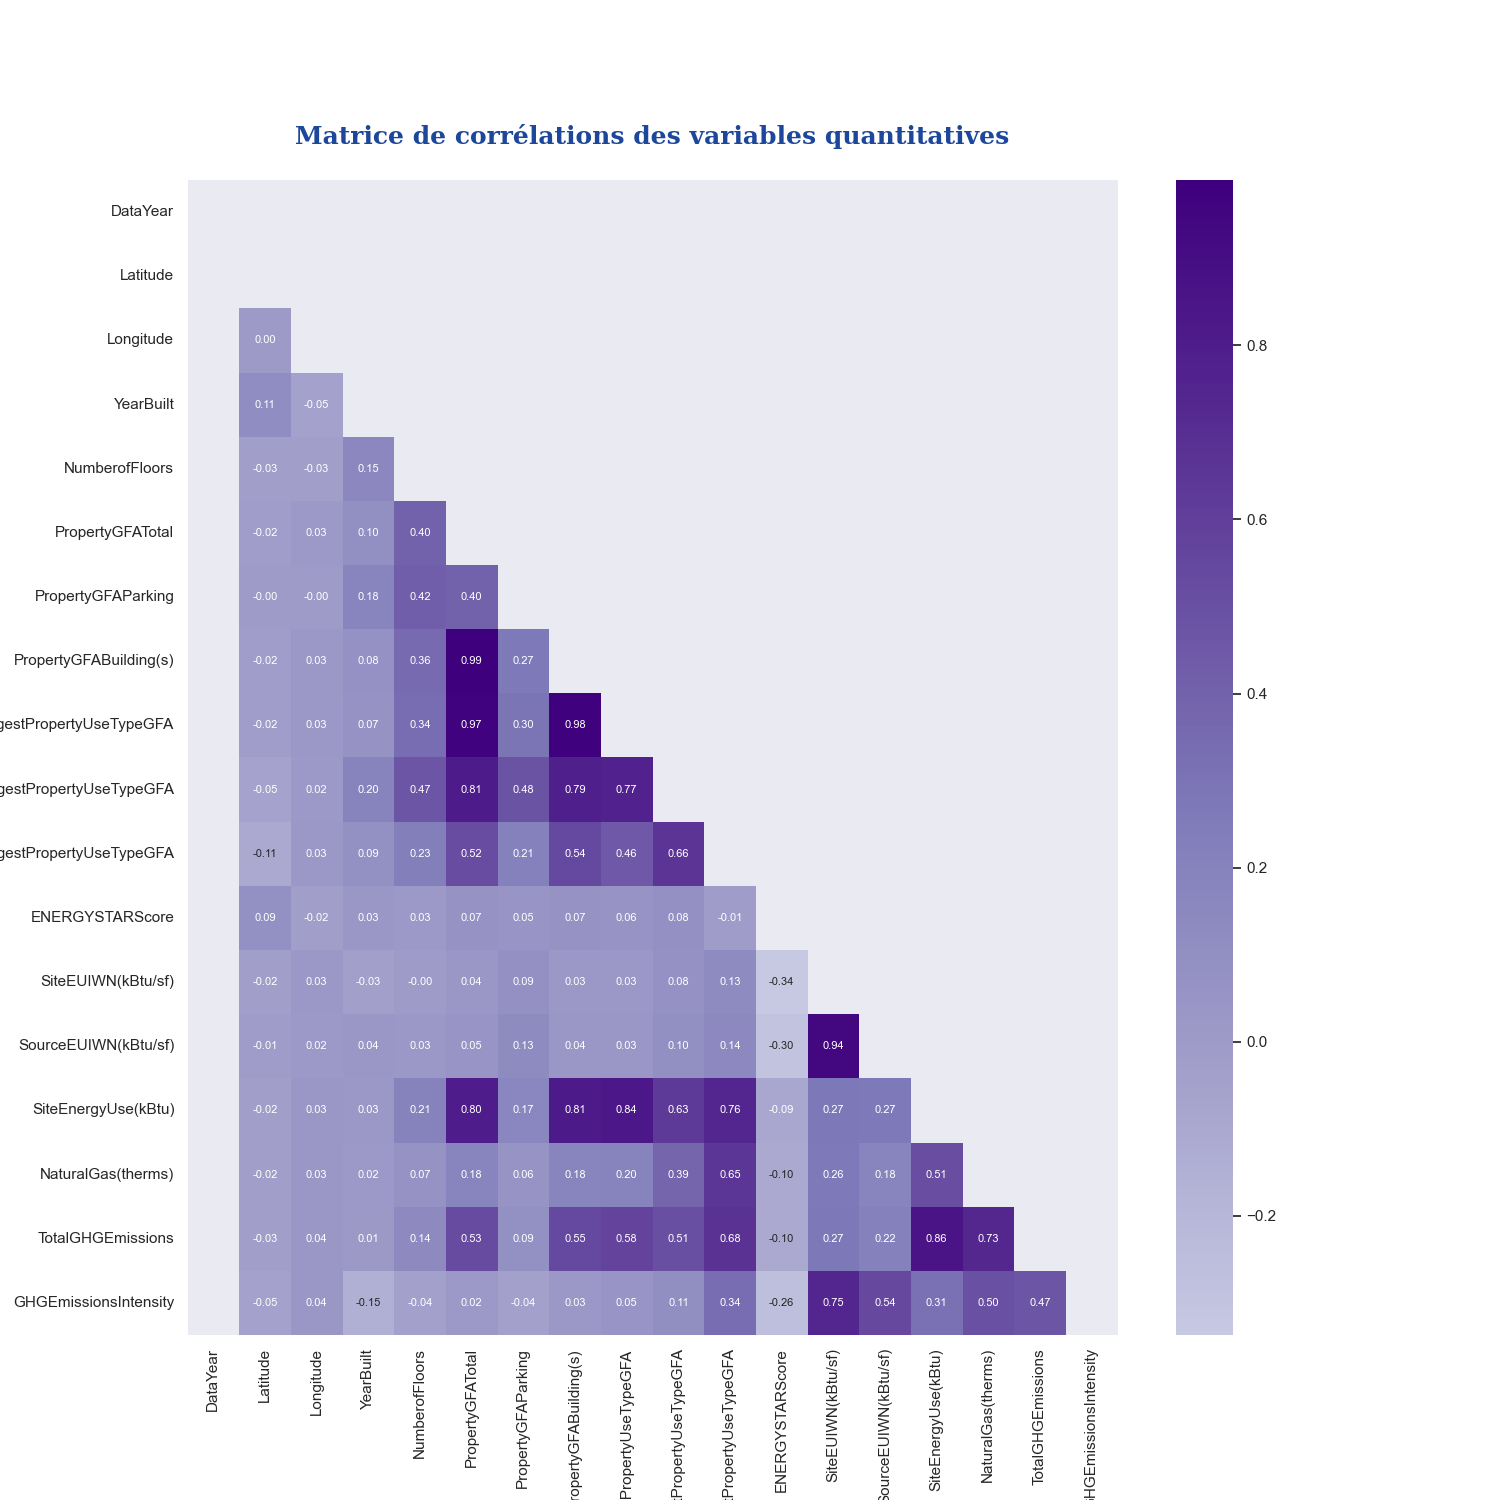 Matrice de corrélations des variables quantitatives
DataYear
Latitude
Longitude 0.00
YearBuilt 0.11 -0.05
NumberofFloors -0.03 -0.03 0.15
PropertyGFATotal -0.02 0.03 0.10 0.40
PropertyGFAParking -0.00 -0.00 0.18 0.42 0.40
PropertyGFABuilding(s) -0.02 0.03 0.08 0.36 0.99 0.27
gestPropertyUseTypeGFA -0.02 0.03 0.07 0.34 0.97 0.30 0.98
gestPropertyUseTypeGFA -0.05 0.02 0.20 0.47 0.81 0.48 0.79 0.77
gestPropertyUseTypeGFA -0.11 0.03 0.09 0.23 0.52 0.21 0.54 0.46 0.66
ENERGYSTARScore 0.09 -0.02 0.03 0.03 0.07 0.05 0.07 0.06 0.08 -0.01
SiteEUIWN(kBtu/sf) -0.02 0.03 -0.03 -0.00 0.04 0.09 0.03 0.03 0.08 0.13 -0.34
SourceEUIWN(kBtu/sf) -0.01 0.02 0.04 0.03 0.05 0.13 0.04 0.03 0.10 0.14 -0.30 0.94
SiteEnergyUse(kBtu) -0.02 0.03 0.03 0.21 0.80 0.17 0.81 0.84 0.63 0.76 -0.09 0.27 0.27
NaturalGas(therms) -0.02 0.03 0.02 0.07 0.18 0.06 0.18 0.20 0.39 0.65 -0.10 0.26 0.18 0.51
TotalGHGEmissions -0.03 0.04 0.01 0.14 0.53 0.09 0.55 0.58 0.51 0.68 -0.10 0.27 0.22 0.86 0.73
GHGEmissionsIntensity -0.05 0.04 -0.15 -0.04 0.02 -0.04 0.03 0.05 0.11 0.34 -0.26 0.75 0.54 0.31 0.50 0.47
DataYear
Latitude
Longitude
YearBuilt
NumberofFloors
PropertyGFATotal
PropertyGFAParking
ropertyGFABuilding(s)
PropertyUseTypeGFA
tPropertyUseTypeGFA
tPropertyUseTypeGFA
ENERGYSTARScore
SiteEUIWN(kBtu/sf)
SourceEUIWN(kBtu/sf)
SiteEnergyUse(kBtu)
NaturalGas(therms)
TotalGHGEmissions
GHGEmissionsIntensity
0.8
0.6
0.4
0.2
0.0
−0.2